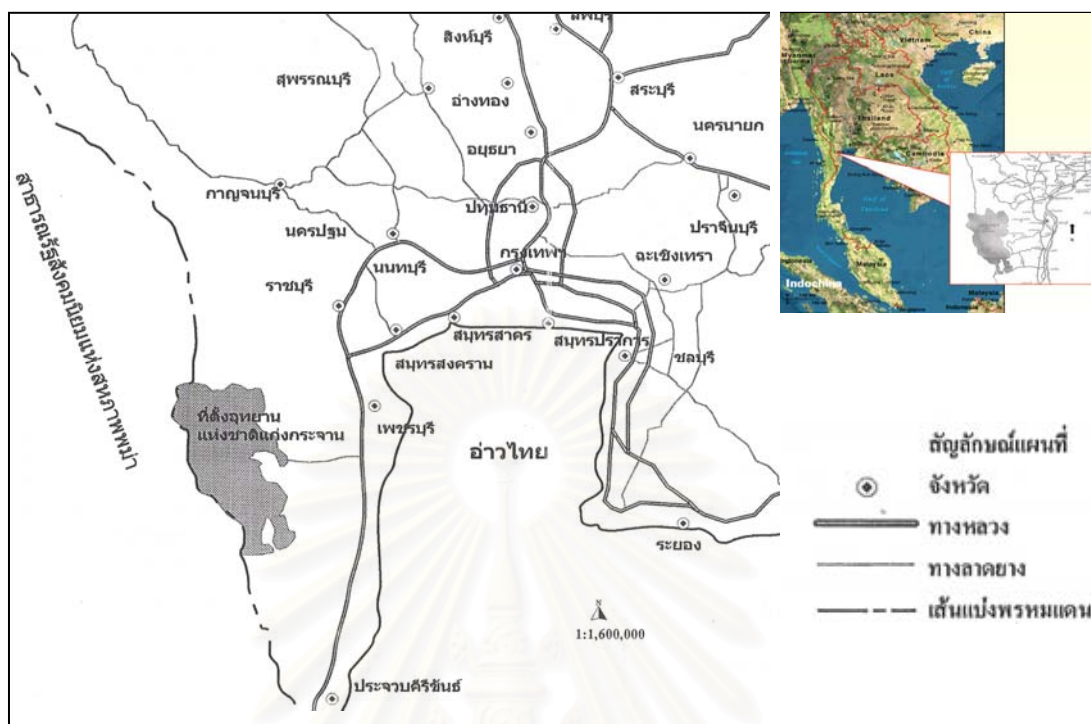 สิงห์บุรี
ลพบุรี
สุพรรณบุรี
อ่างทอง
สระบุรี
นครนายก
อยุธยา
กาญจนบุรี
ปทุมธานี
ปราจีนบุรี
นครปฐม
กรุงเทพฯ
ฉะเชิงเทรา
นนทบุรี
ราชบุรี
สมุทรสาคร
สมุทรปราการ
สมุทรสงคราม
ชลบุรี
สาธารณรัฐสังคมนิยมแห่งสหภาพพม่า
ที่ตั้งอุทยาน
แห่งชาติแก่งกระจาน
เพชรบุรี
อ่าวไทย
ระยอง
N
1:1,600,000
ประจวบคีรีขันธ์
China
Vietnam
Myanmar
Laos
Thailand
Cambodia
Gulf of
Thailand
Malaysia
Indochina
Malaysia
Indonesia
สัญลักษณ์แผนที่
จังหวัด
ทางหลวง
ทางลาดยาง
เส้นแบ่งพรหมแดน